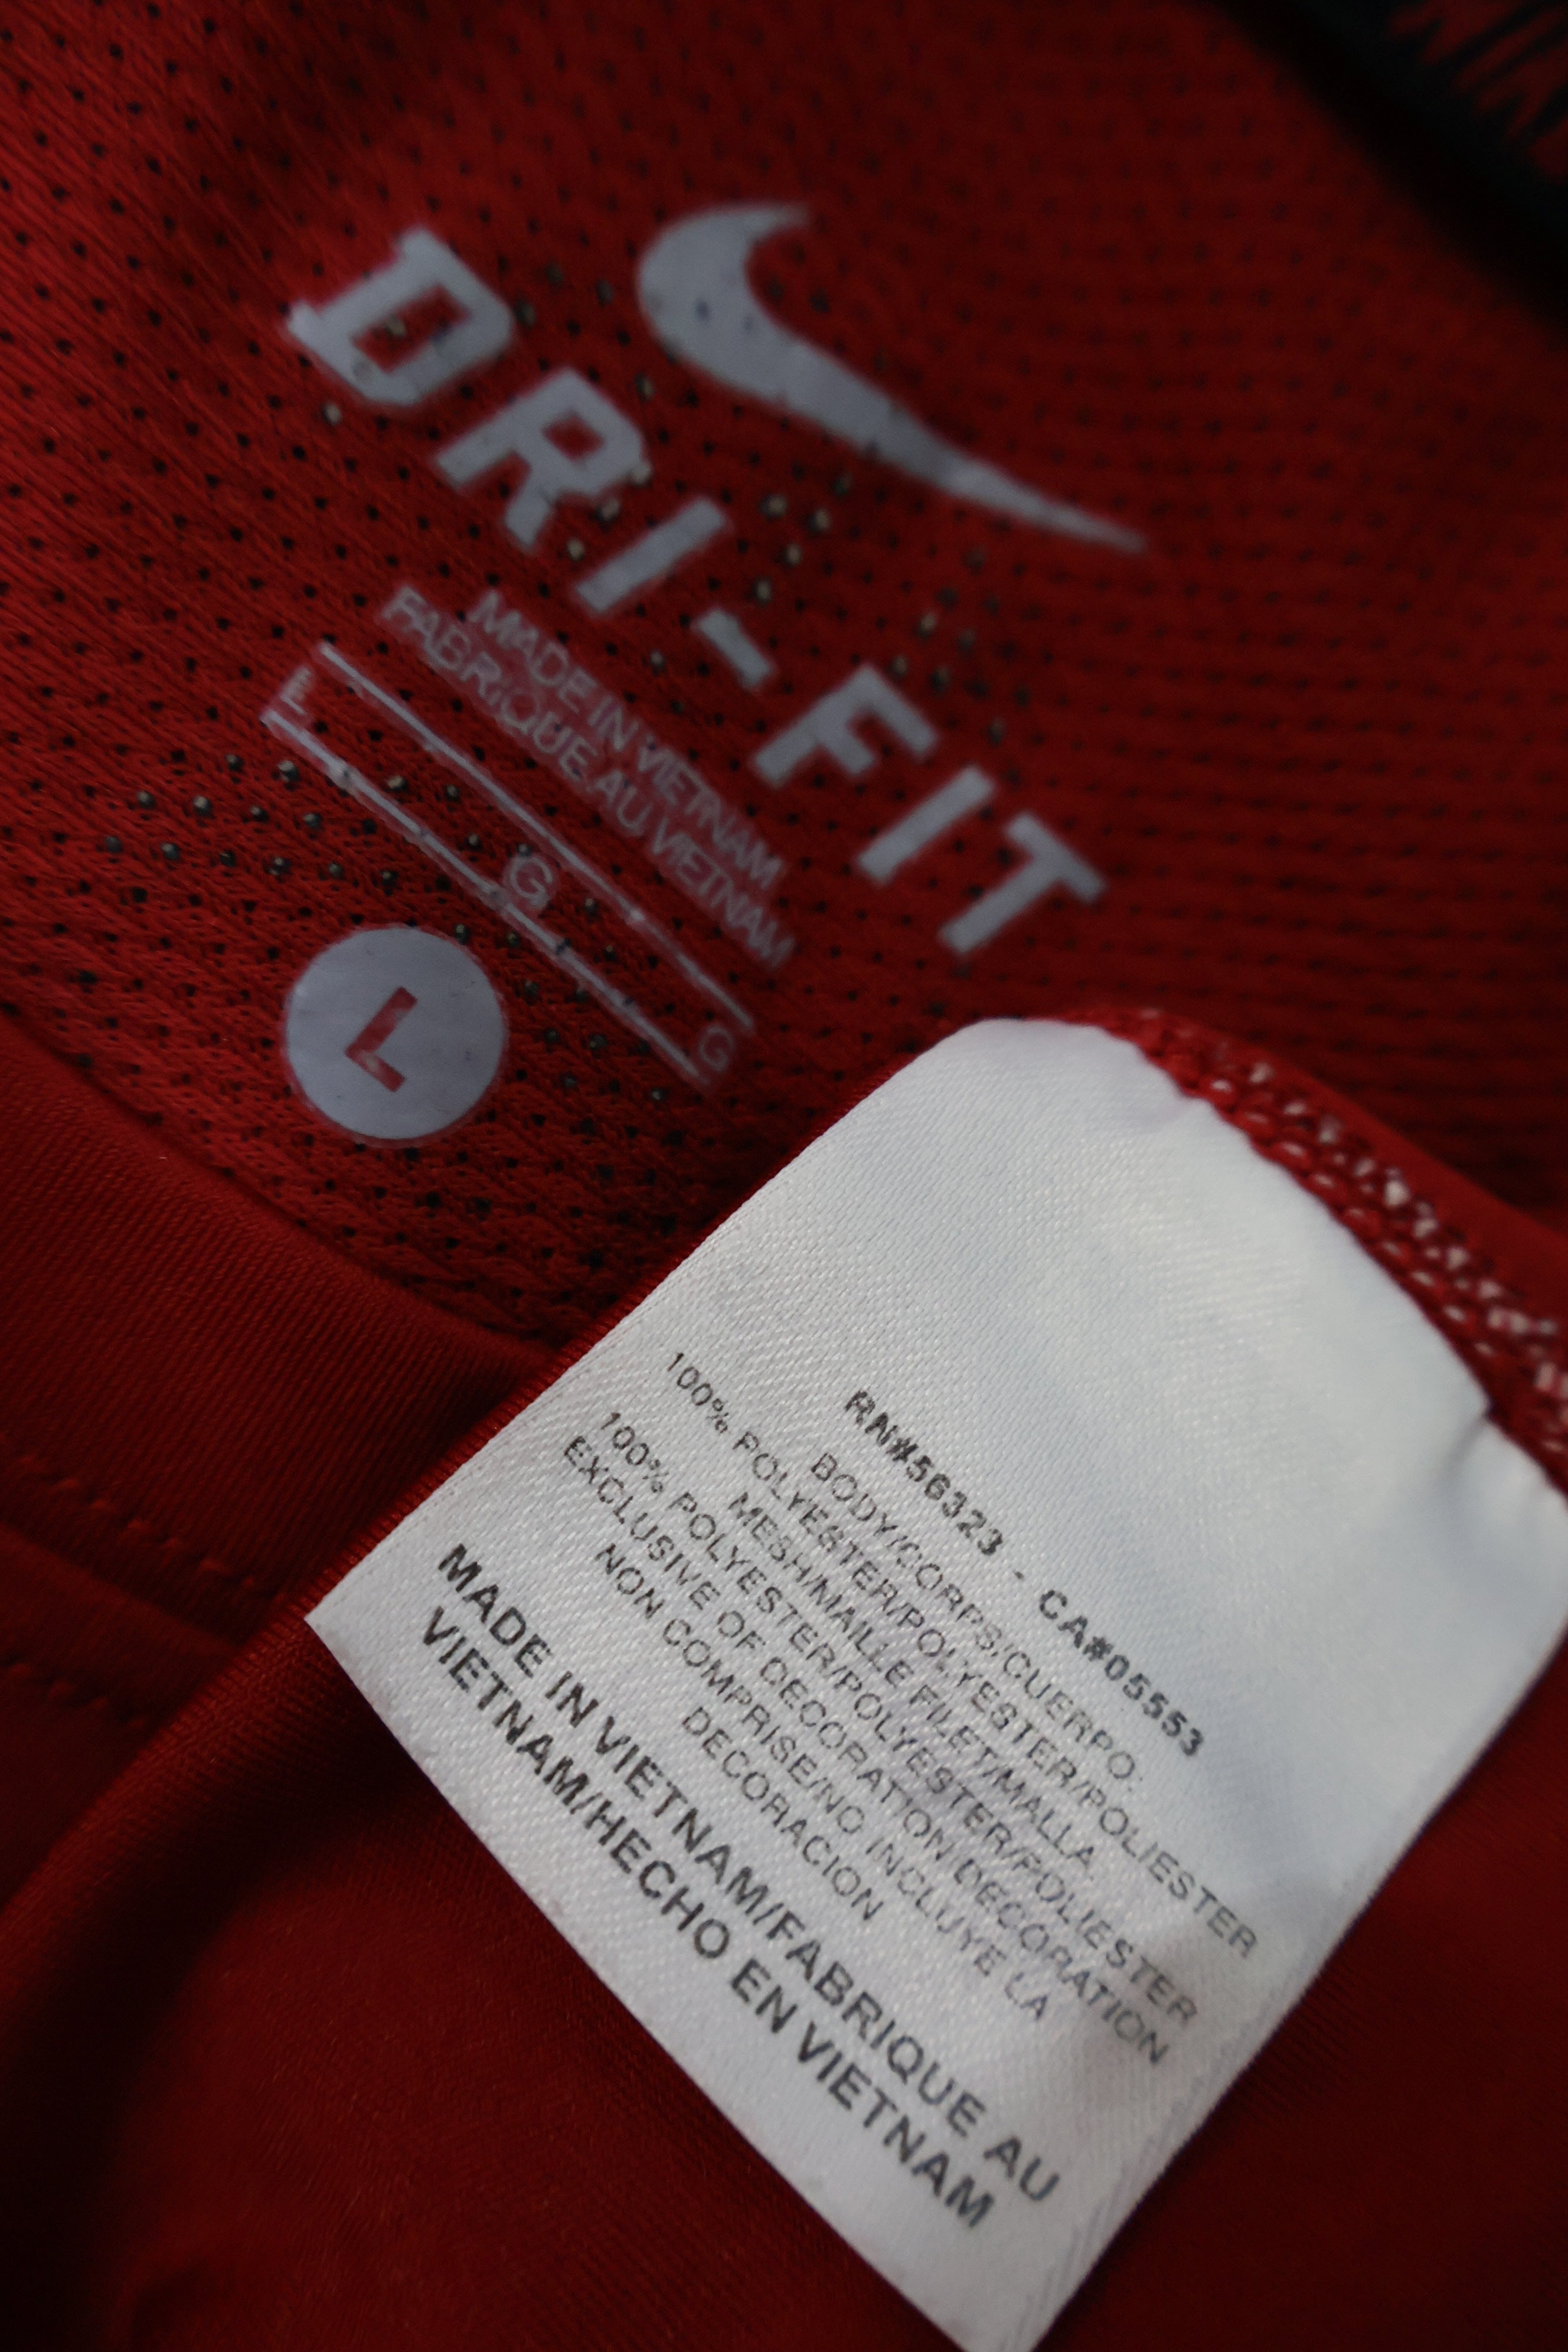 DRI-FIT
MADE IN VIETNAM
FABRIQUE AU VIETNAM
L G G
L
RN#56323 - CA#05553
BODY/CORPS/CUERPO:
100% POLYESTER/POLYESTER/POLIESTER
MESH/MAILLE FILET/MALLA:
100% POLYESTER/POLYESTER/POLIESTER
EXCLUSIVE OF DECORATION/DECORATION
NON COMPRISE/NO INCLUYE LA
DECORACION
MADE IN VIETNAM/FABRIQUE AU
VIETNAM/HECHO EN VIETNAM